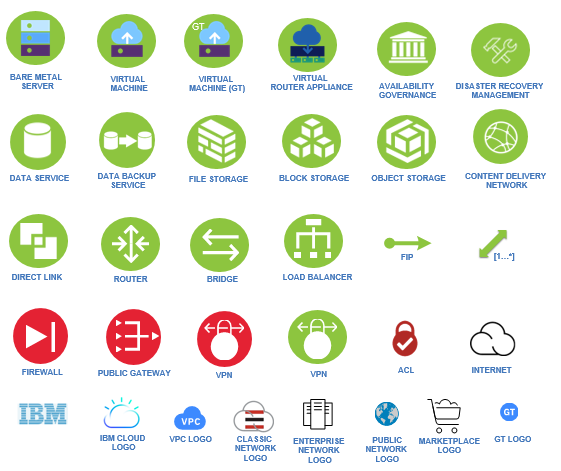 GT
BARE METAL
SERVER
VIRTUAL
MACHINE
VIRTUAL
MACHINE (GT)
VIRTUAL
ROUTER APPLIANCE
AVAILABILITY
GOVERNANCE
DISASTER RECOVERY
MANAGEMENT
DATA SERVICE
DATA BACKUP
SERVICE
FILE STORAGE
BLOCK STORAGE
OBJECT STORAGE
CONTENT DELIVERY
NETWORK
DIRECT LINK
ROUTER
BRIDGE
LOAD BALANCER
FIP
[1...*]
FIREWALL
PUBLIC GATEWAY
VPN
VPN
ACL
INTERNET
IBM
IBM CLOUD
LOGO
VPC
VPC LOGO
CLASSIC
NETWORK
LOGO
ENTERPRISE
NETWORK
LOGO
PUBLIC
NETWORK
LOGO
MARKETPLACE
LOGO
GT
GT LOGO